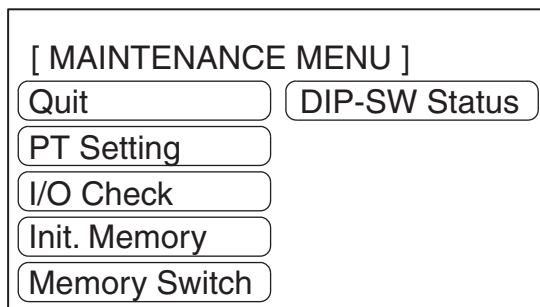 [ MAINTENANCE MENU ]
Quit
DIP-SW Status
PT Setting
I/O Check
Init. Memory
Memory Switch